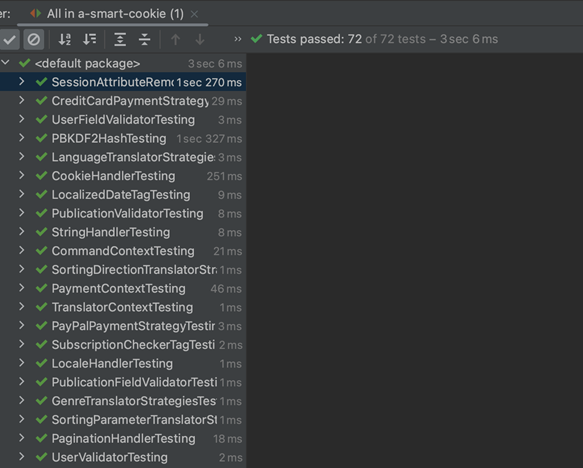 er: All in a-smart-cookie (1)
Tests passed: 72 of 72 tests – 3 sec 6 ms
<default package> 3 sec 6 ms
SessionAttributeRemo 1 sec 270 ms
CreditCardPaymentStrategy 29 ms
UserFieldValidatorTesting 3 ms
PBKDF2HashTesting 1 sec 327 ms
LanguageTranslatorStrategie 3 ms
CookieHandlerTesting 251 ms
LocalizedDateTagTesting 9 ms
PublicationValidatorTesting 8 ms
StringHandlerTesting 8 ms
CommandContextTesting 21 ms
SortingDirectionTranslatorStr 1 ms
PaymentContextTesting 46 ms
TranslatorContextTesting 1 ms
PayPalPaymentStrategyTestin 3 ms
SubscriptionCheckerTagTesti 2 ms
LocaleHandlerTesting 1 ms
PublicationFieldValidatorTesti 1 ms
GenreTranslatorStrategiesTes 1 ms
SortingParameterTranslatorSt 1 ms
PaginationHandlerTesting 18 ms
UserValidatorTesting 2 ms